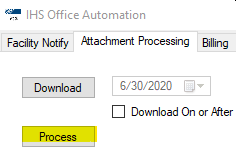 IHS Office Automation
Facility Notify Attachment Processing Billing
Download 6/30/2020
Download On or After
Process